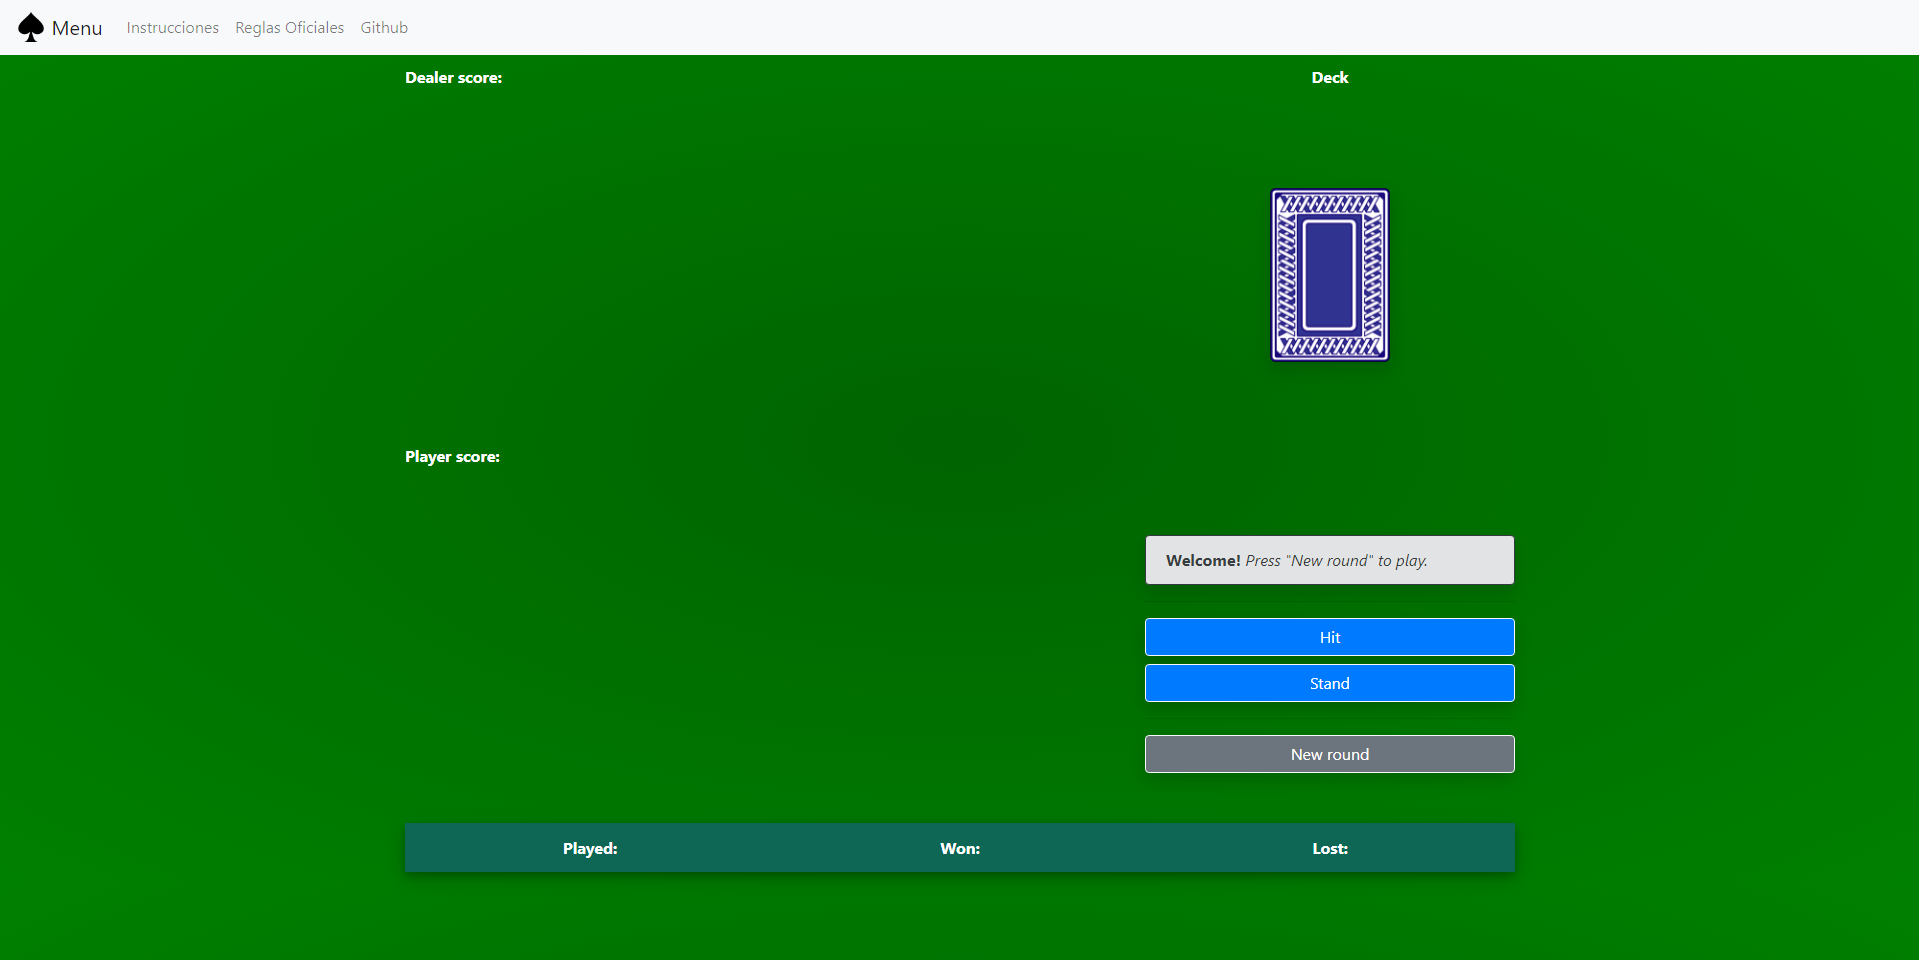 Menu Instrucciones Reglas Oficiales Github
Dealer score:
Deck
Player score:
Welcome! Press "New round" to play.
Hit
Stand
New round
Played: Won: Lost: